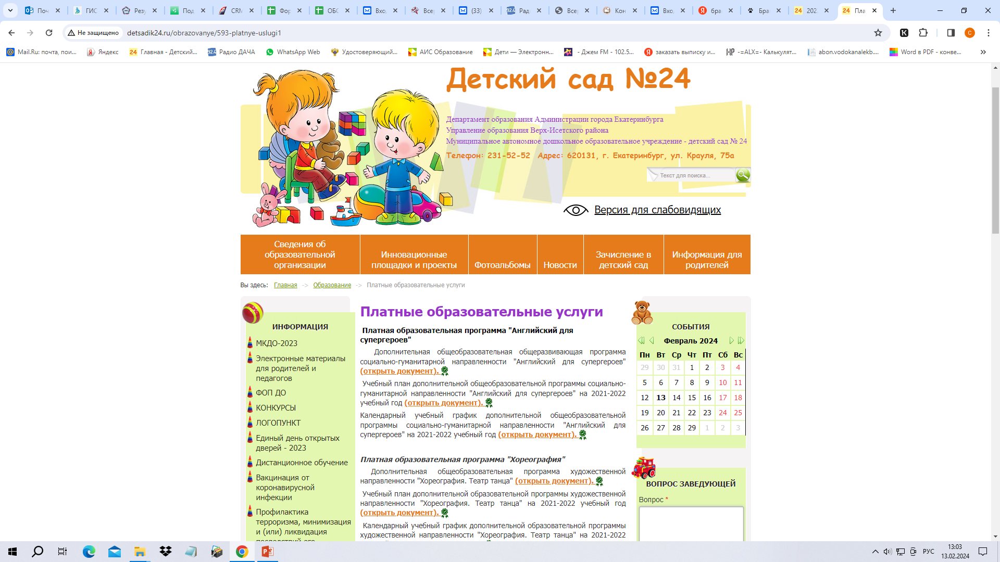 Поч
ГИС
Резу
Под
CRM
Фор
ОБС
Вхо
Всер
(33)
Ради
Всер
Кон
Вхо
бра
Бра
202
Пла
Не защищено
detsadik24.ru/obrazovanye/593-platnye-uslugi1
Mail.Ru: почта, пои...
Яндекс
Главная - Детский...
Радио ДАЧА
WhatsApp Web
Удостоверяющий...
АИС Образование
Дети — Электронн...
- Джем FM - 102.5...
заказать выписку и...
-=ALX=- Калькулят...
abon.vodokanalekb....
Word в PDF - конве...
Детский сад №24
Департамент образования Администрации города Екатеринбурга
Управление образования Верх-Исетского района
Муниципальное автономное дошкольное образовательное учреждение - детский сад № 24
Телефон: 231-52-52 Адрес: 620131, г. Екатеринбург, ул. Крауля, 75а
Текст для поиска...
Версия для слабовидящих
Сведения об
образовательной
организации
Инновационные
площадки и проекты
Фотоальбомы
Новости
Зачисление в
детский сад
Информация для
родителей
Вы здесь: Главная -> Образование -> Платные образовательные услуги
ИНФОРМАЦИЯ
МКДО-2023
Электронные материалы
для родителей и
педагогов
ФОП ДО
КОНКУРСЫ
ЛОГОПУНКТ
Единый день открытых
дверей - 2023
Дистанционное обучение
Вакцинация от
коронавирусной
инфекции
Профилактика
терроризма, минимизация
и (или) ликвидация
последствий его
Платные образовательные услуги
Платная образовательная программа "Английский для
супергероев"
Дополнительная общеобразовательная общеразвивающая программа
социально-гуманитарной направленности "Английский для супергероев"
(открыть документ).
Учебный план дополнительной общеобразовательной программы социально-
гуманитарной направленности "Английский для супергероев" на 2021-2022
учебный год (открыть документ).
Календарный учебный график дополнительной общеобразовательной
программы социально-гуманитарной направленности "Английский для
супергероев" на 2021-2022 учебный год (открыть документ).
Платная образовательная программа "Хореография"
Дополнительная общеобразовательная программа художественной
направленности "Хореография. Театр танца" (открыть документ).
Учебный план дополнительной образовательной программы художественной
направленности "Хореография. Театр танца" на 2021-2022 учебный год
(открыть документ).
Календарный учебный график дополнительной образовательной программы
художественной направленности "Хореография. Театр танца" на 2021-2022
СОБЫТИЯ
Февраль 2024
Пн Вт Ср Чт Пт Сб Вс
29 30 31 1 2 3 4
5 6 7 8 9 10 11
12 13 14 15 16 17 18
19 20 21 22 23 24 25
26 27 28 29 1 2 3
ВОПРОС ЗАВЕДУЮЩЕЙ
Вопрос *
РУС
13:03
13.02.2024